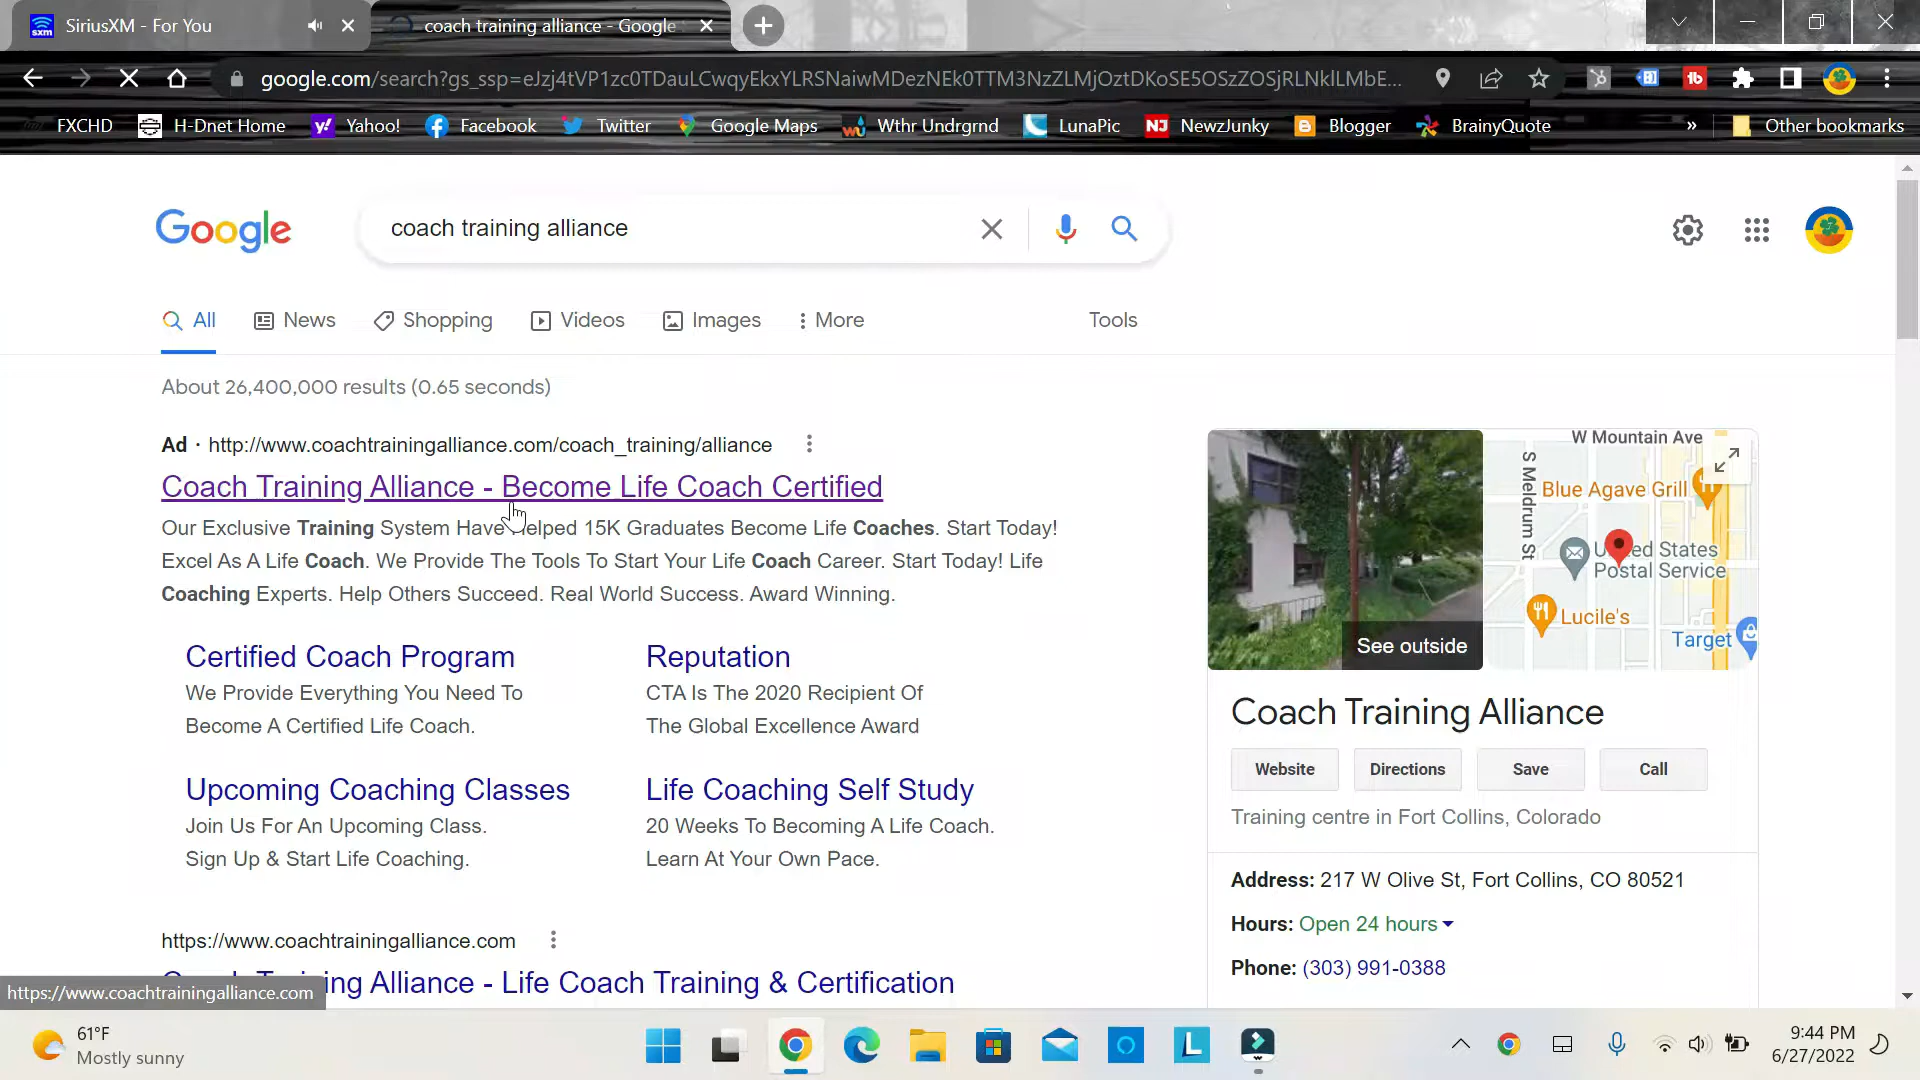 SiriusXM - For You
coach training alliance - Google
google.com/search?gs_ssp=eJzj4tVP1zc0TDauLCwqyEkxYLRSNaiwMDezNEk0TTM3NzZLMjOztDKoSE5OSzZOSjRLNklLMbE...
FXCHD
H-Dnet Home
Yahoo!
Facebook
Twitter
Google Maps
Wthr Undrgrnd
LunaPic
NewzJunky
Blogger
BrainyQuote
»
Other bookmarks
Google
coach training alliance
All
News
Shopping
Videos
Images
More
Tools
About 26,400,000 results (0.65 seconds)
Ad · http://www.coachtrainingalliance.com/coach_training/alliance
Coach Training Alliance - Become Life Coach Certified
Our Exclusive Training System Have Helped 15K Graduates Become Life Coaches. Start Today!
Excel As A Life Coach. We Provide The Tools To Start Your Life Coach Career. Start Today! Life
Coaching Experts. Help Others Succeed. Real World Success. Award Winning.
Certified Coach Program
We Provide Everything You Need To
Become A Certified Life Coach.
Reputation
CTA Is The 2020 Recipient Of
The Global Excellence Award
Upcoming Coaching Classes
Join Us For An Upcoming Class.
Sign Up & Start Life Coaching.
Life Coaching Self Study
20 Weeks To Becoming A Life Coach.
Learn At Your Own Pace.
https://www.coachtrainingalliance.com
Coach Training Alliance - Life Coach Training & Certification
https://www.coachtrainingalliance.com
See outside
W Mountain Ave
S Meldrum St
Blue Agave Grill
United States
Postal Service
Lucile's
Target
Coach Training Alliance
Website
Directions
Save
Call
Training centre in Fort Collins, Colorado
Address: 217 W Olive St, Fort Collins, CO 80521
Hours: Open 24 hours
Phone: (303) 991-0388
61°F
Mostly sunny
9:44 PM
6/27/2022